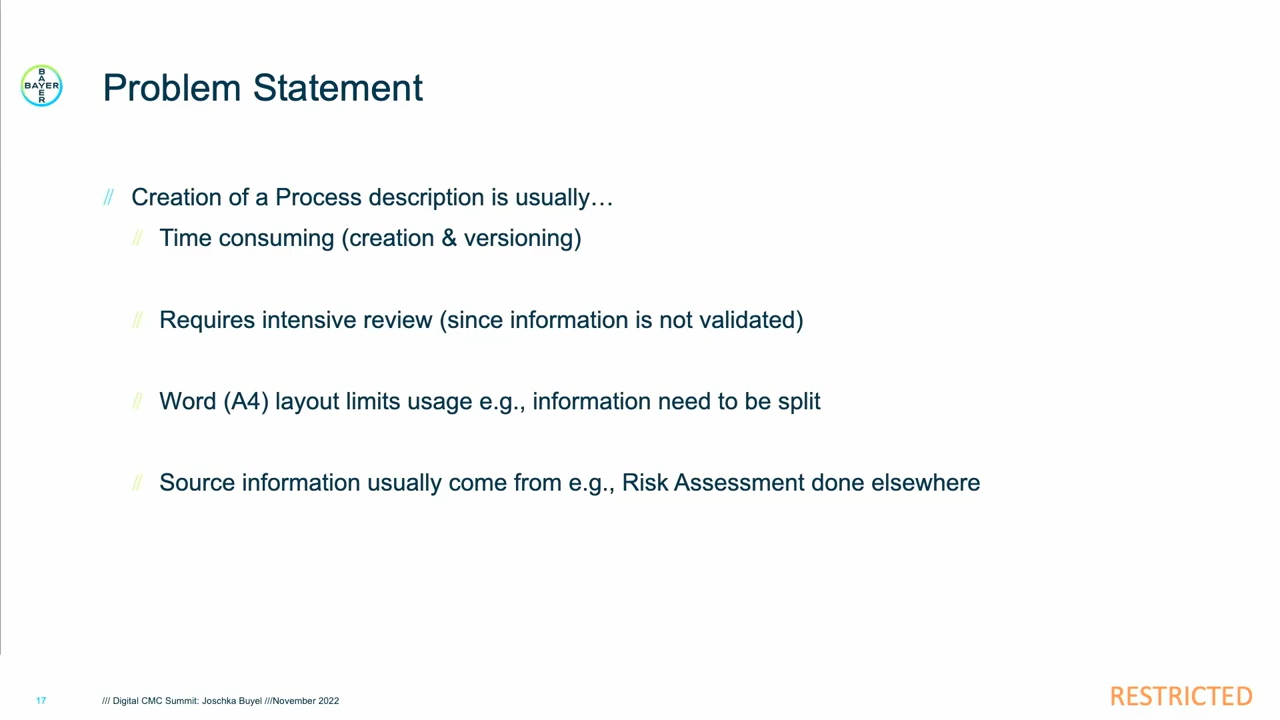 BAYER
BAYER
Problem Statement
// Creation of a Process description is usually…
// Time consuming (creation & versioning)
// Requires intensive review (since information is not validated)
// Word (A4) layout limits usage e.g., information need to be split
// Source information usually come from e.g., Risk Assessment done elsewhere
17
/// Digital CMC Summit: Joschka Buyel ///November 2022
RESTRICTED